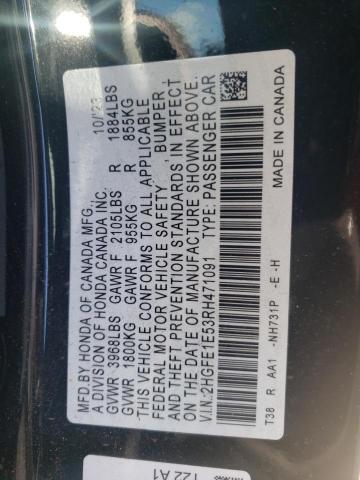 MFD BY HONDA OF CANADA MFG. 10/23
A DIVISION OF HONDA CANADA INC.
GVWR 3968LBS GAWR F 2105LBS R 1884LBS
GVWR 1800KG GAWR F 955KG R 855KG
THIS VEHICLE CONFORMS TO ALL APPLICABLE
FEDERAL MOTOR VEHICLE SAFETY, BUMPER,
AND THEFT PREVENTION STANDARDS IN EFFECT
ON THE DATE OF MANUFACTURE SHOWN ABOVE.
V.I.N:2HGFE1E53RH471091 TYPE: PASSENGER CAR
T38 R AA1 -NH731P -E -H MADE IN CANADA
122 A1